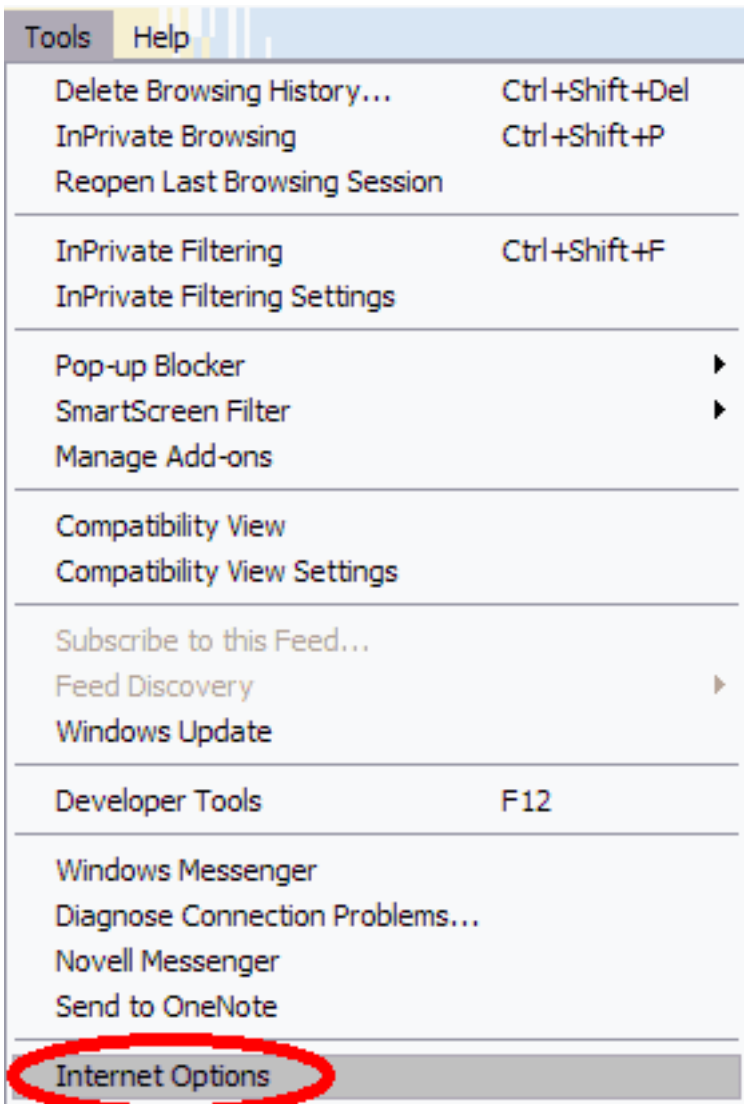 Tools Help
Delete Browsing History... Ctrl+Shift+Del
InPrivate Browsing Ctrl+Shift+P
Reopen Last Browsing Session
InPrivate Filtering Ctrl+Shift+F
InPrivate Filtering Settings
Pop-up Blocker
SmartScreen Filter
Manage Add-ons
Compatibility View
Compatibility View Settings
Subscribe to this Feed...
Feed Discovery
Windows Update
Developer Tools F12
Windows Messenger
Diagnose Connection Problems...
Novell Messenger
Send to OneNote
Internet Options